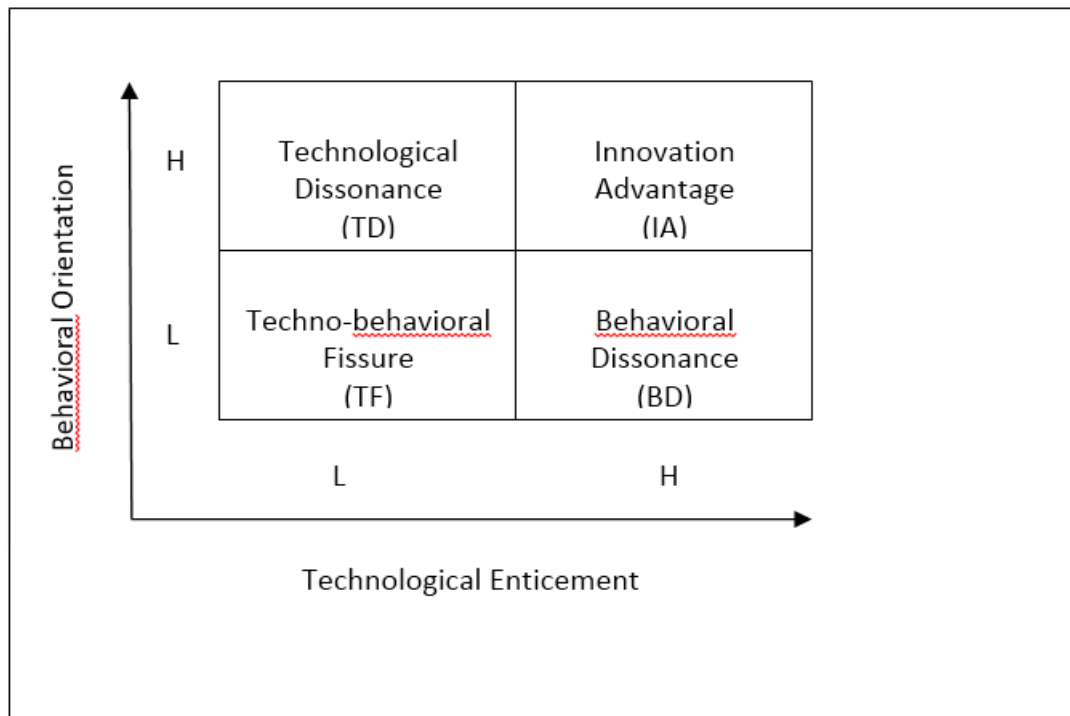 Behavioral Orientation
H
Technological
Dissonance
(TD)
Innovation
Advantage
(IA)
L
Techno-behavioral
Fissure
(TF)
Behavioral
Dissonance
(BD)
L
H
Technological Enticement